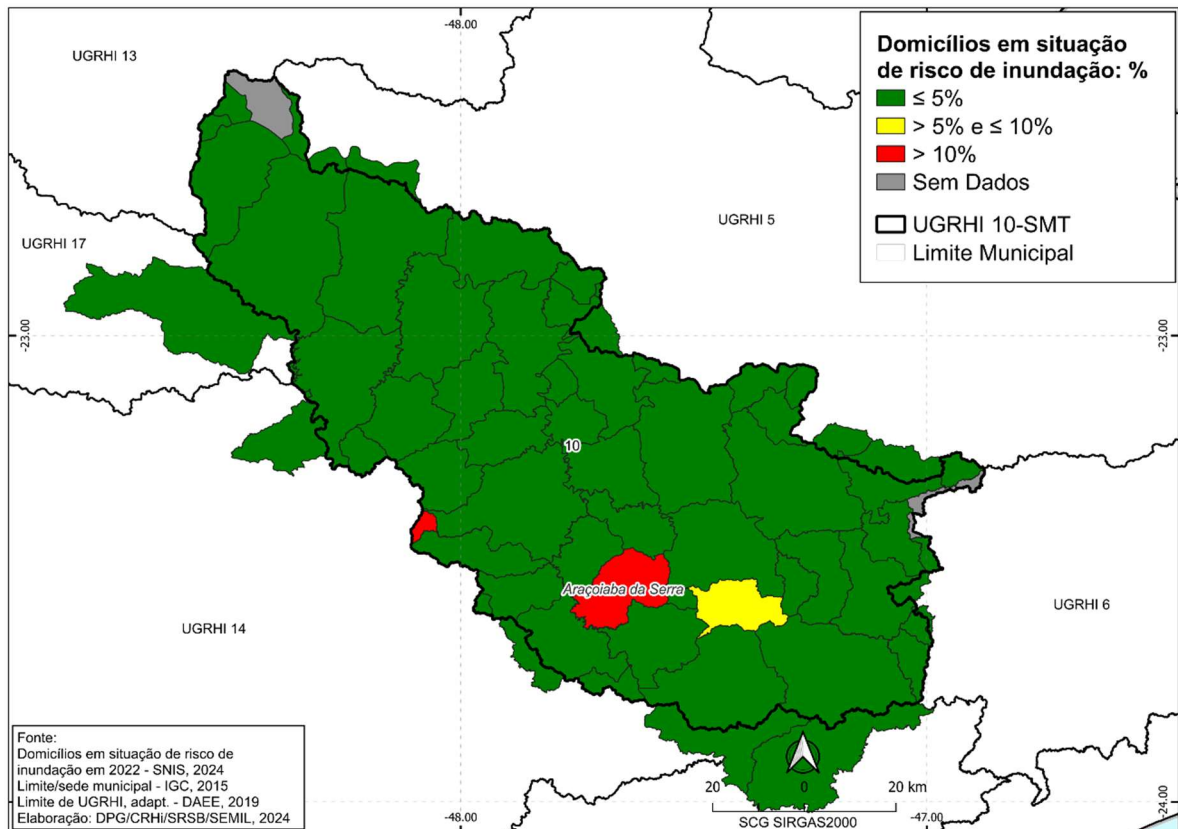 -48.00
UGRHI 13
Domicílios em situação
de risco de inundação: %
≤ 5%
> 5% e ≤ 10%
> 10%
Sem Dados
UGRHI 10-SMT
Limite Municipal
UGRHI 5
UGRHI 17
-23.00
-23.00
10
Araçoiaba da Serra
UGRHI 6
UGRHI 14
Fonte:
Domicílios em situação de risco de
inundação em 2022 - SNIS, 2024
Limite/sede municipal - IGC, 2015
Limite de UGRHI, adapt. - DAEE, 2019
Elaboração: DPG/CRHi/SRSB/SEMIL, 2024
20 0 20 km
SCG SIRGAS2000
-24.00
-48.00
-47.00